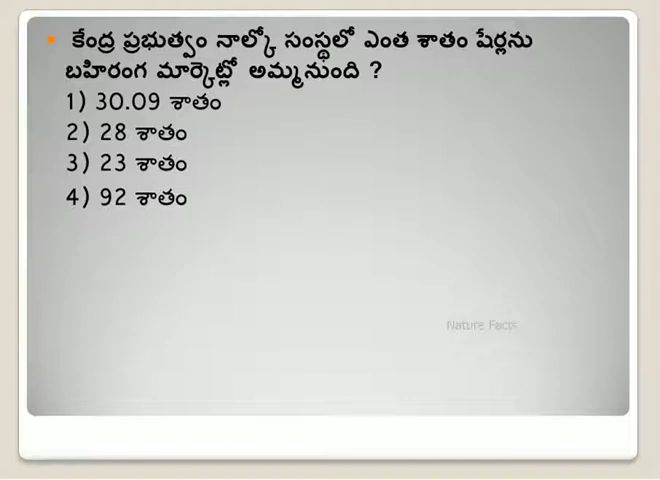 • కేంద్ర ప్రభుత్వం నాల్కో సంస్థలో ఎంత శాతం షేర్లను
బహిరంగ మార్కెట్లో అమ్మనుంది ?
1) 30.09 శాతం
2) 28 శాతం
3) 23 శాతం
4) 92 శాతం
Nature Facts